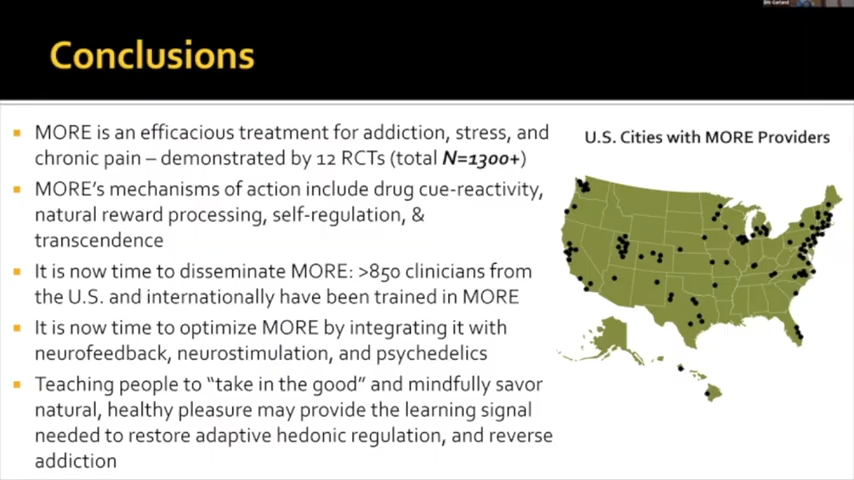 Eric Garland
Conclusions
MORE is an efficacious treatment for addiction, stress, and
chronic pain – demonstrated by 12 RCTs (total N=1300+)
MORE's mechanisms of action include drug cue-reactivity,
natural reward processing, self-regulation, &
transcendence
It is now time to disseminate MORE: >850 clinicians from
the U.S. and internationally have been trained in MORE
It is now time to optimize MORE by integrating it with
neurofeedback, neurostimulation, and psychedelics
Teaching people to “take in the good” and mindfully savor
natural, healthy pleasure may provide the learning signal
needed to restore adaptive hedonic regulation, and reverse
addiction
U.S. Cities with MORE Providers